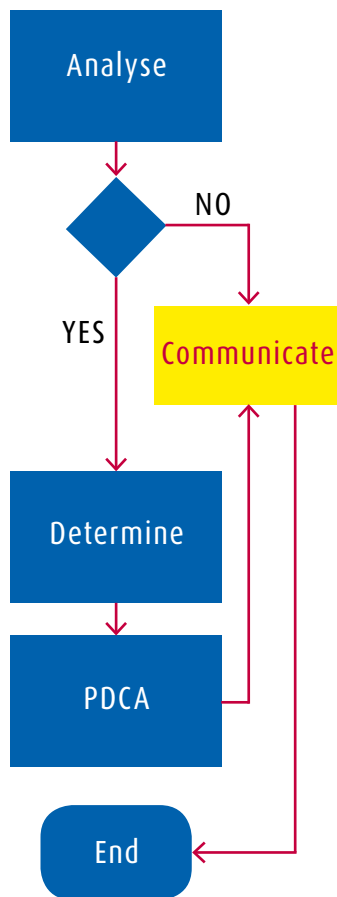 Analyse
NO
YES
Communicate
Determine
PDCA
End